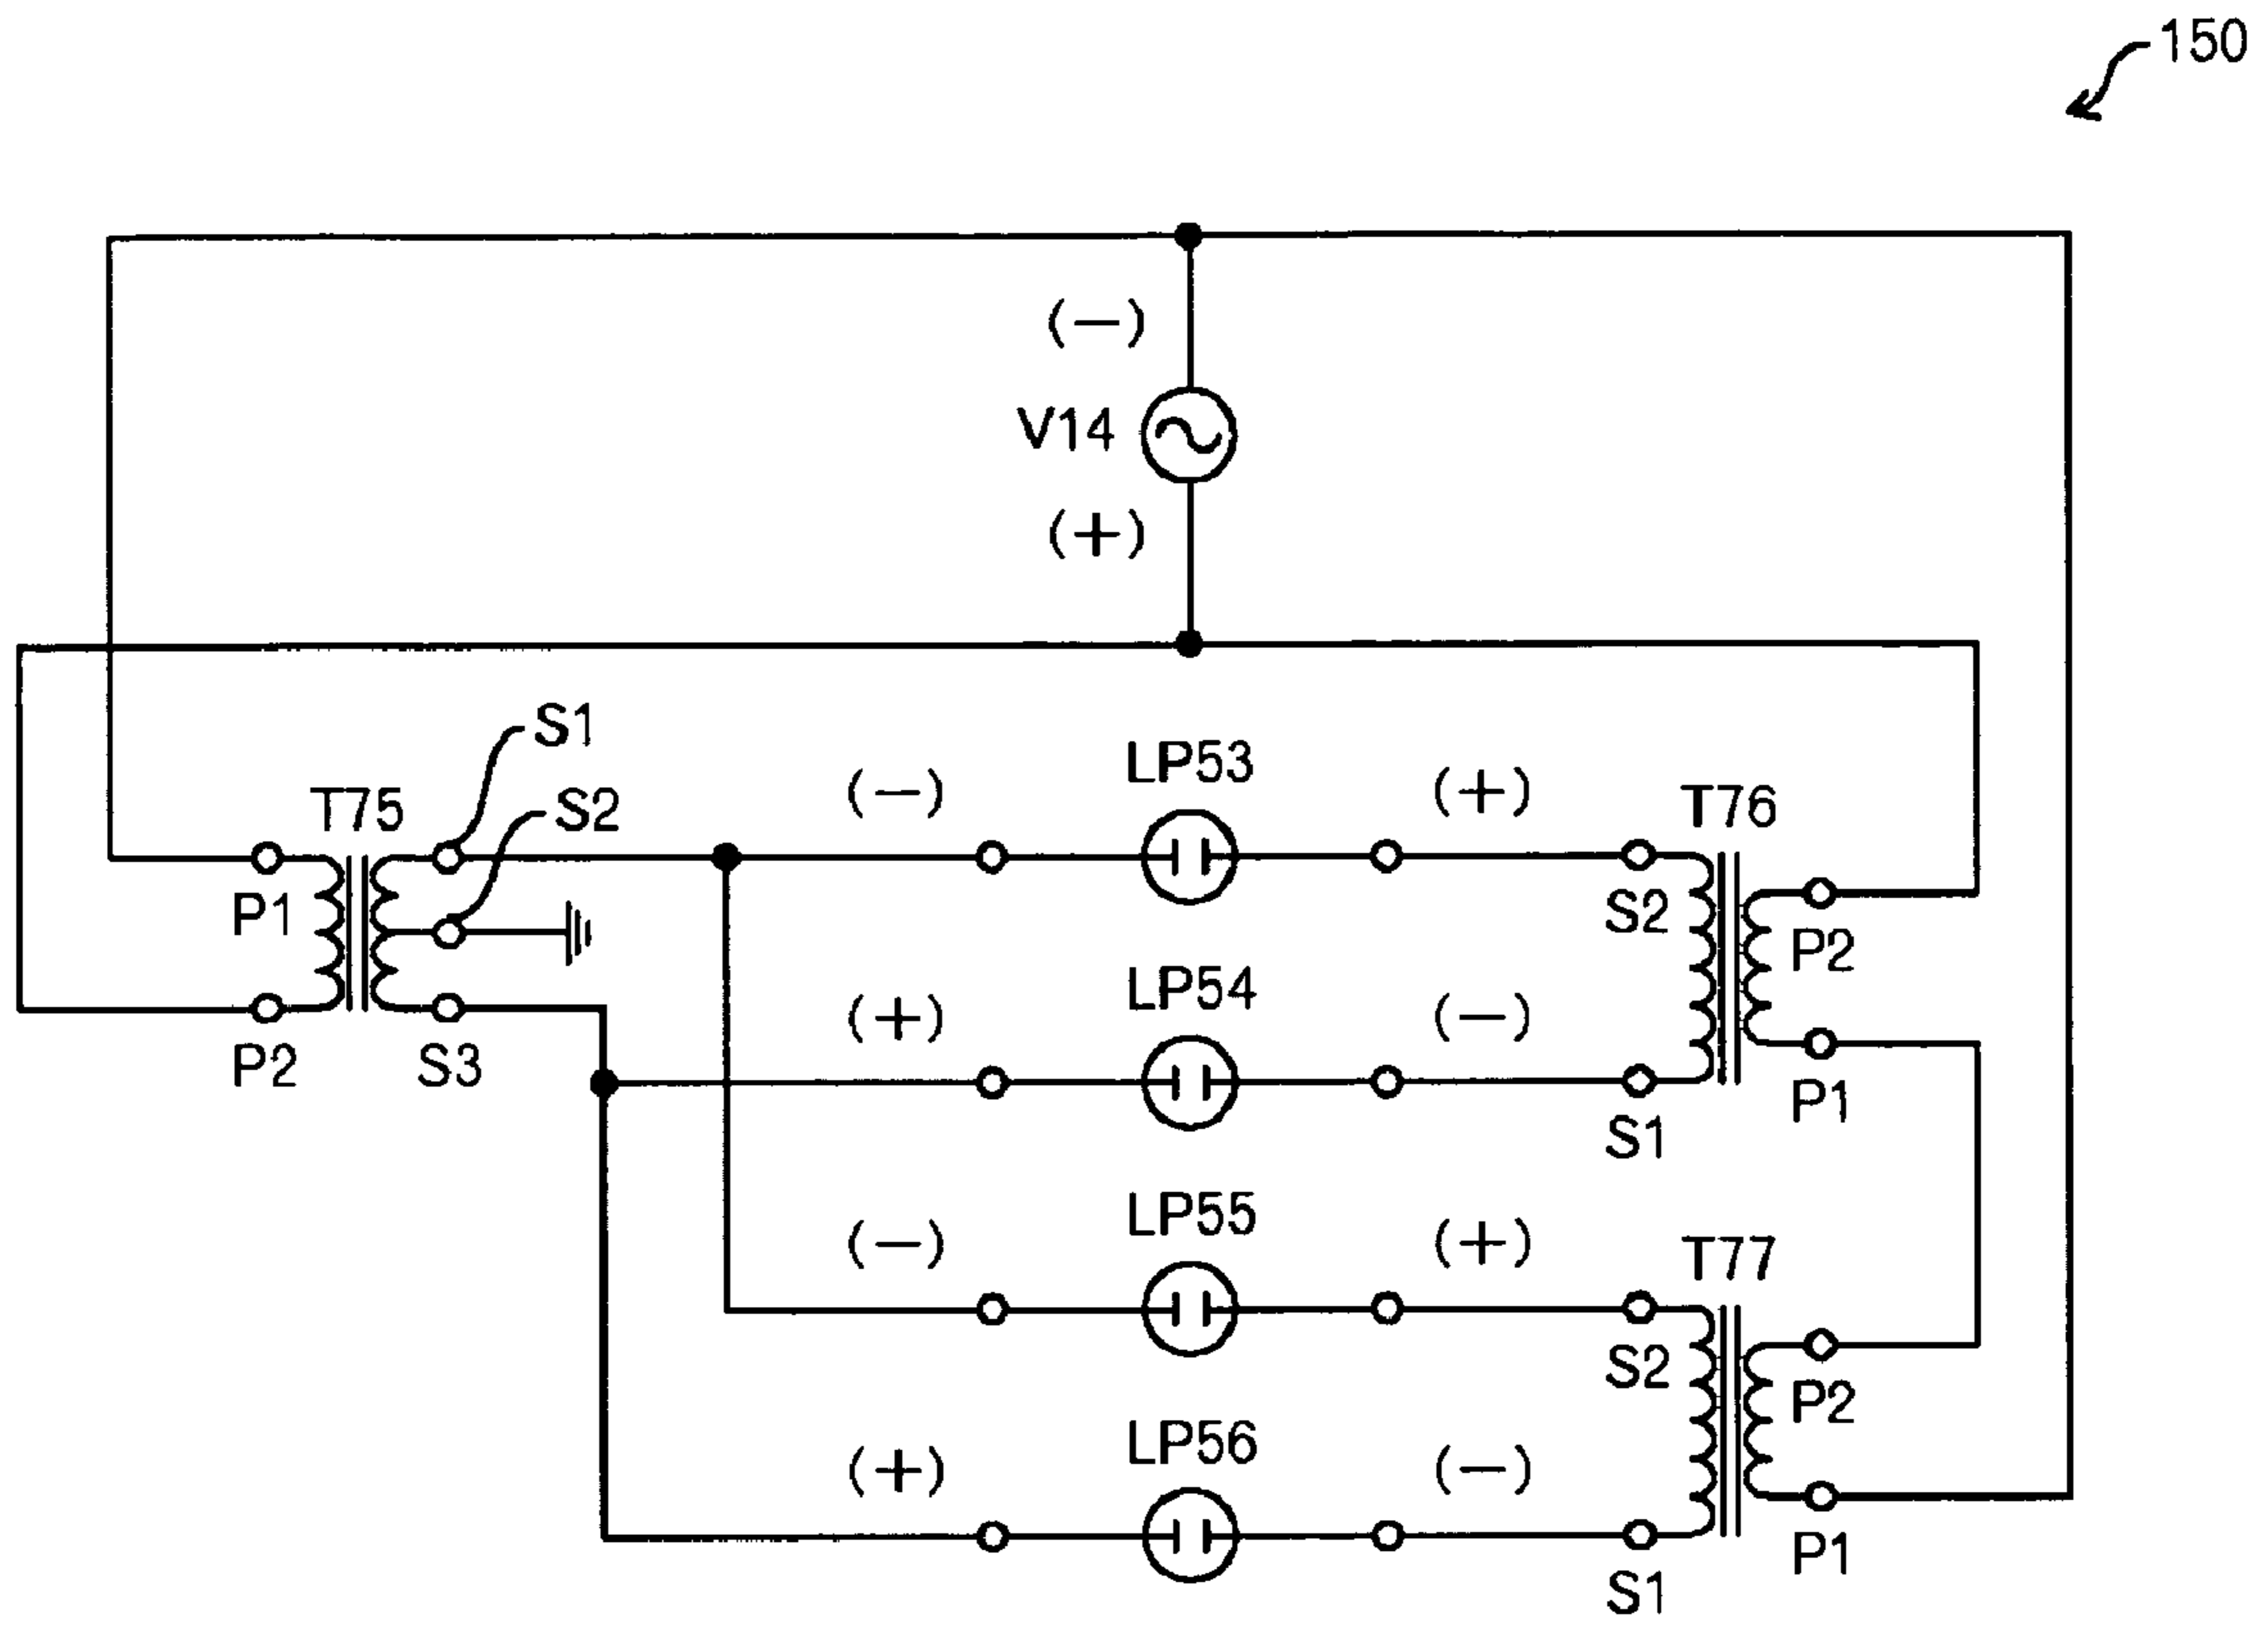 150
(−)
V14
(+)
S1
S2
T75
P1
P2
S3
(−)
LP53
(+)
T76
S2
P2
(+)
LP54
(−)
P1
S1
(−)
LP55
(+)
T77
S2
P2
(+)
LP56
(−)
P1
S1